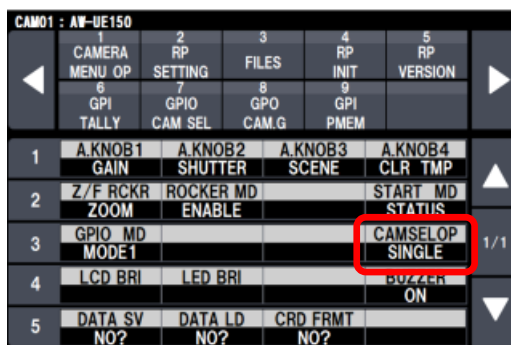 CAM01 : AW-UE150
1 2 3 4 5
CAMERA RP FILES RP RP
MENU OP SETTING INIT VERSION
6 7 8 9
GPI GPIO GPO GPI
TALLY CAM SEL CAM.G PMEM
1 A.KNOB1 A.KNOB2 A.KNOB3 A.KNOB4
GAIN SHUTTER SCENE CLR TMP
2 Z/F RCKR ROCKER MD START MD
ZOOM ENABLE STATUS
3 GPIO MD CAMSELOP 1/1
MODE1 SINGLE
4 LCD BRI LED BRI BUZZER
ON
5 DATA SV DATA LD CRD FRMT
NO? NO? NO?